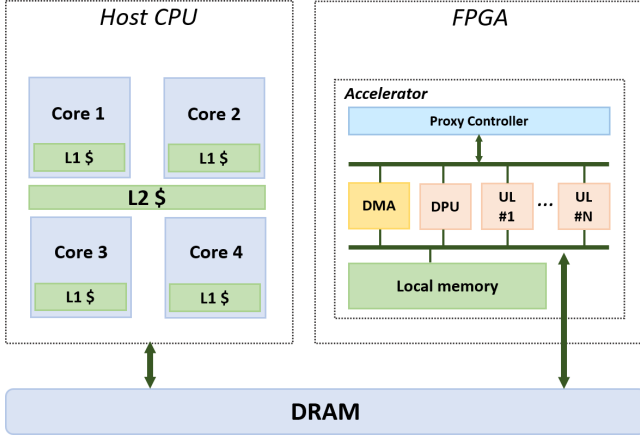 Host CPU
Core 1
L1 $
Core 2
L1 $
L2 $
Core 3
L1 $
Core 4
L1 $
FPGA
Accelerator
Proxy Controller
DMA
DPU
UL
#1
...
UL
#N
Local memory
DRAM